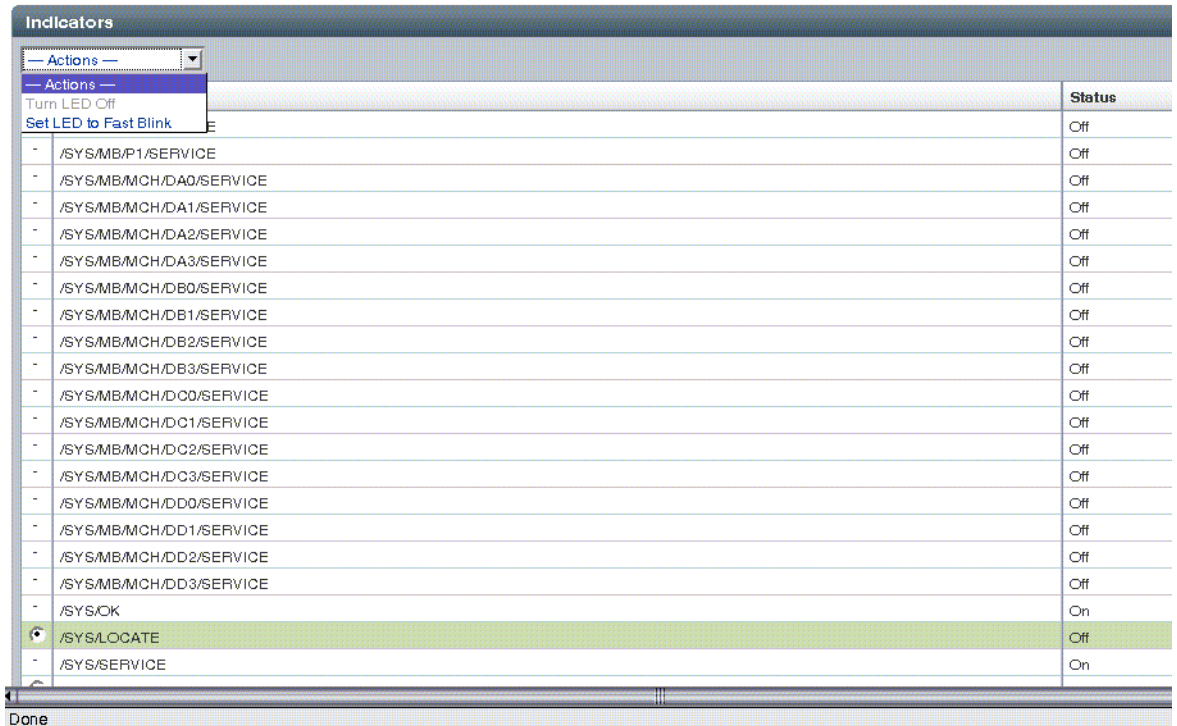 Indicators
— Actions —
— Actions —
Turn LED Off
Set LED to Fast Blink
Status
E Off
- /SYS/MB/P1/SERVICE Off
- /SYS/MB/MCH/DA0/SERVICE Off
- /SYS/MB/MCH/DA1/SERVICE Off
- /SYS/MB/MCH/DA2/SERVICE Off
- /SYS/MB/MCH/DA3/SERVICE Off
- /SYS/MB/MCH/DB0/SERVICE Off
- /SYS/MB/MCH/DB1/SERVICE Off
- /SYS/MB/MCH/DB2/SERVICE Off
- /SYS/MB/MCH/DB3/SERVICE Off
- /SYS/MB/MCH/DC0/SERVICE Off
- /SYS/MB/MCH/DC1/SERVICE Off
- /SYS/MB/MCH/DC2/SERVICE Off
- /SYS/MB/MCH/DC3/SERVICE Off
- /SYS/MB/MCH/DD0/SERVICE Off
- /SYS/MB/MCH/DD1/SERVICE Off
- /SYS/MB/MCH/DD2/SERVICE Off
- /SYS/MB/MCH/DD3/SERVICE Off
- /SYS/OK On
/SYS/LOCATE Off
- /SYS/SERVICE On
Done